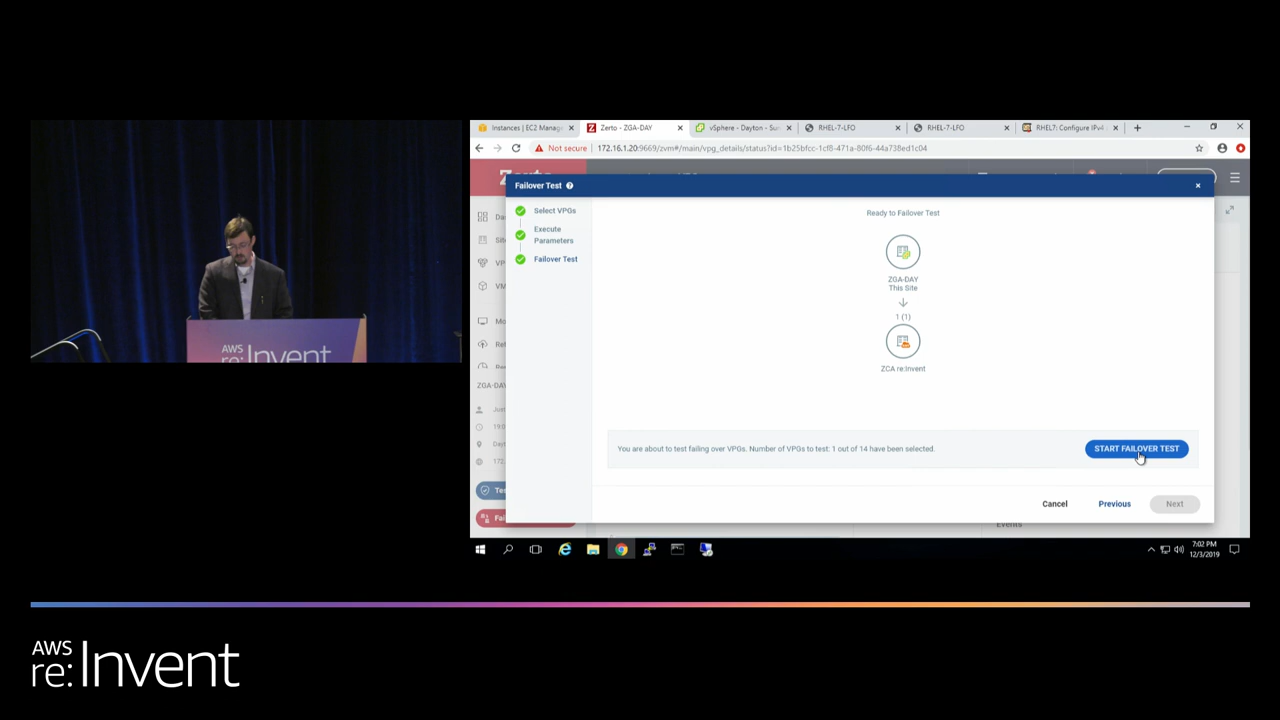 Instances | EC2 Manag
Zerto - ZGA-DAY
vSphere - Dayton - Su
RHEL-7-LFO
RHEL-7-LFO
RHEL7: Configure IPv4
Not secure
172.16.1.20:9669/zvm#/main/vpg_details/status?id=1b25bfcc-1cf8-471a-80f6-44a738ed1c04
Failover Test
Select VPGs
Execute
Parameters
Failover Test
Ready to Failover Test
ZGA-DAY
This Site
1 (1)
ZCA re:Invent
You are about to test failing over VPGs. Number of VPGs to test: 1 out of 14 have been selected.
START FAILOVER TEST
Cancel
Previous
Next
ZGA-DAY
Events
7:02 PM
12/3/2019
AWS
re:Invent
AWS
re:Invent